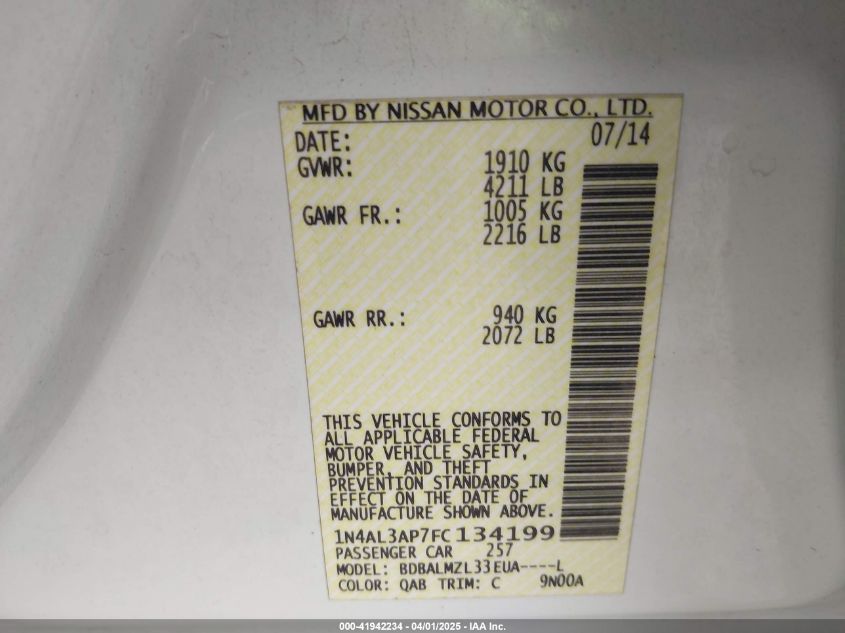 MFD BY NISSAN MOTOR CO., LTD.
DATE: 07/14
GVWR: 1910 KG
4211 LB
GAWR FR.: 1005 KG
2216 LB
GAWR RR.: 940 KG
2072 LB
THIS VEHICLE CONFORMS TO
ALL APPLICABLE FEDERAL
MOTOR VEHICLE SAFETY,
BUMPER, AND THEFT
PREVENTION STANDARDS IN
EFFECT ON THE DATE OF
MANUFACTURE SHOWN ABOVE.
1N4AL3AP7FC134199
PASSENGER CAR 257
MODEL: BDBALMZL33EUA----L
COLOR: QAB TRIM: C 9N00A
000-41942234 - 04/01/2025 - IAA Inc.